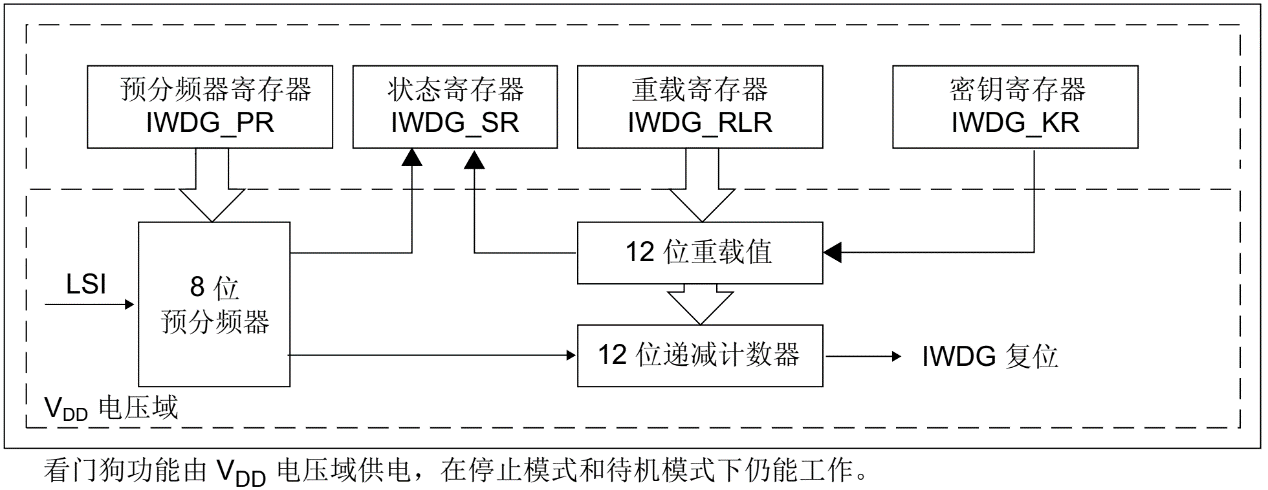 预分频器寄存器
IWDG_PR
状态寄存器
IWDG_SR
重载寄存器
IWDG_RLR
密钥寄存器
IWDG_KR
LSI
8 位
预分频器
12 位重载值
12 位递减计数器
IWDG 复位
VDD 电压域
看门狗功能由 VDD 电压域供电，在停止模式和待机模式下仍能工作。